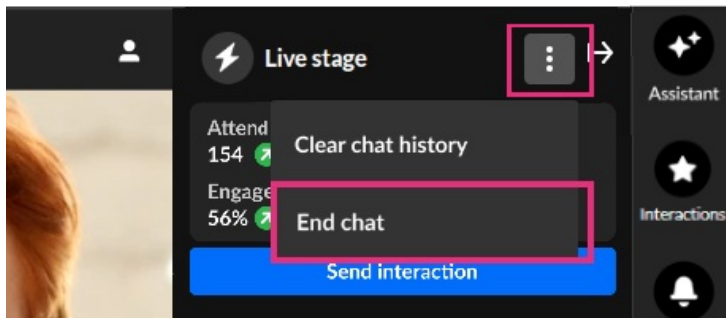 Live stage
Assistant
Attend
154
Clear chat history
Engage
56%
End chat
Interactions
Send interaction